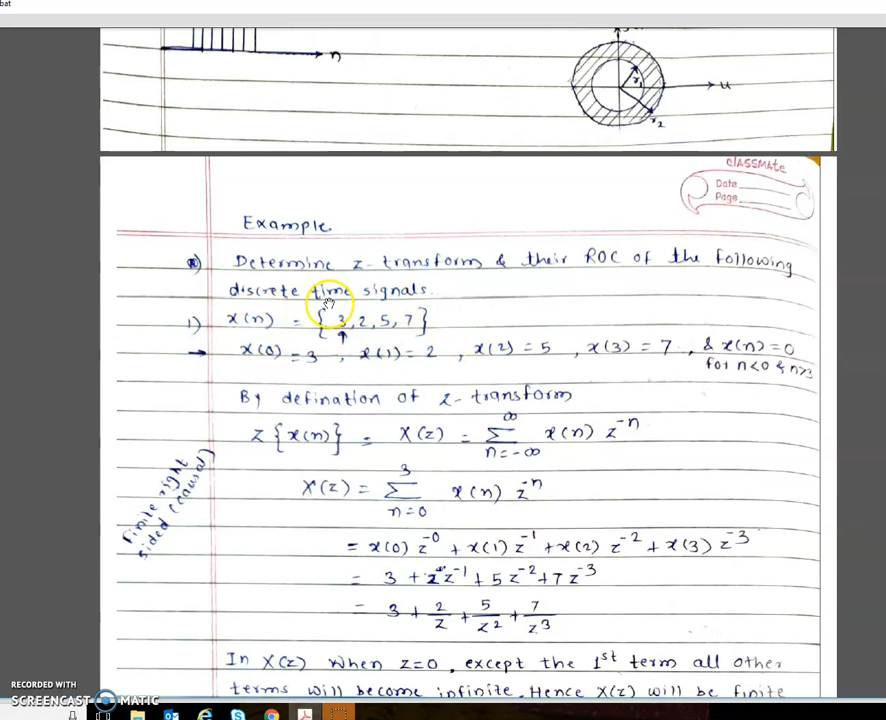 bat
n
r1
u
r2
classmate
Date
Page
Example.
Determine z-transform & their ROC of the following
discrete time signals.
1) x(n) = { 3, 2, 5, 7 }
↑
→ x(0) = 3 , x(1) = 2 , x(2) = 5 , x(3) = 7 , & x(n) = 0
for n<0 & n>3
By defination of z-transform
Z {x(n)} = X(z) = ∞ Σ n=-∞ x(n) z^-n
finite right
sided (causal)
X(z) = 3 Σ n=0 x(n) z^-n
= x(0) z^-0 + x(1) z^-1 + x(2) z^-2 + x(3) z^-3
= 3 + 2z^-1 + 5z^-2 + 7z^-3
= 3 + 2/z + 5/z^2 + 7/z^3
In X(z) When z=0, except the 1st term all other
terms will become infinite. Hence X(z) will be finite
RECORDED WITH
SCREENCAST MATIC